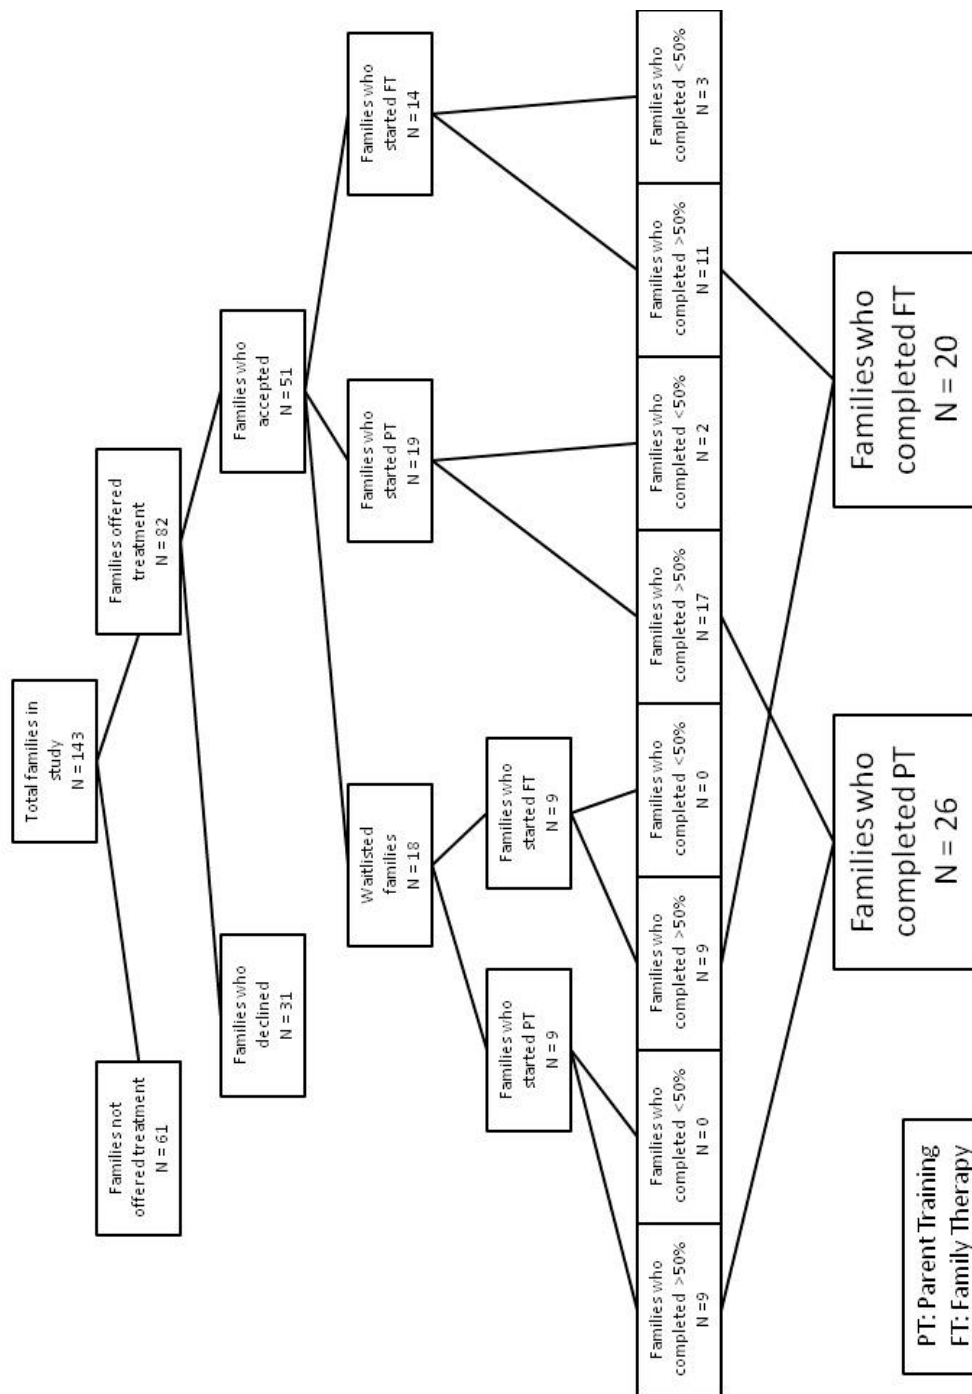 Total families in
study
N = 143
Families not
offered treatment
N = 61
Families offered
treatment
N = 82
Families who
declined
N = 31
Families who
accepted
N = 51
Waitlisted
families
N = 18
Families who
started PT
N = 19
Families who
started FT
N = 14
Families who
started PT
N = 9
Families who
started FT
N = 9
Families who
completed >50%
N =9
Families who
completed <50%
N = 0
Families who
completed >50%
N = 9
Families who
completed <50%
N = 0
Families who
completed >50%
N = 17
Families who
completed <50%
N = 2
Families who
completed >50%
N = 11
Families who
completed <50%
N = 3
Families who
completed PT
N = 26
Families who
completed FT
N = 20
PT: Parent Training
FT: Family Therapy